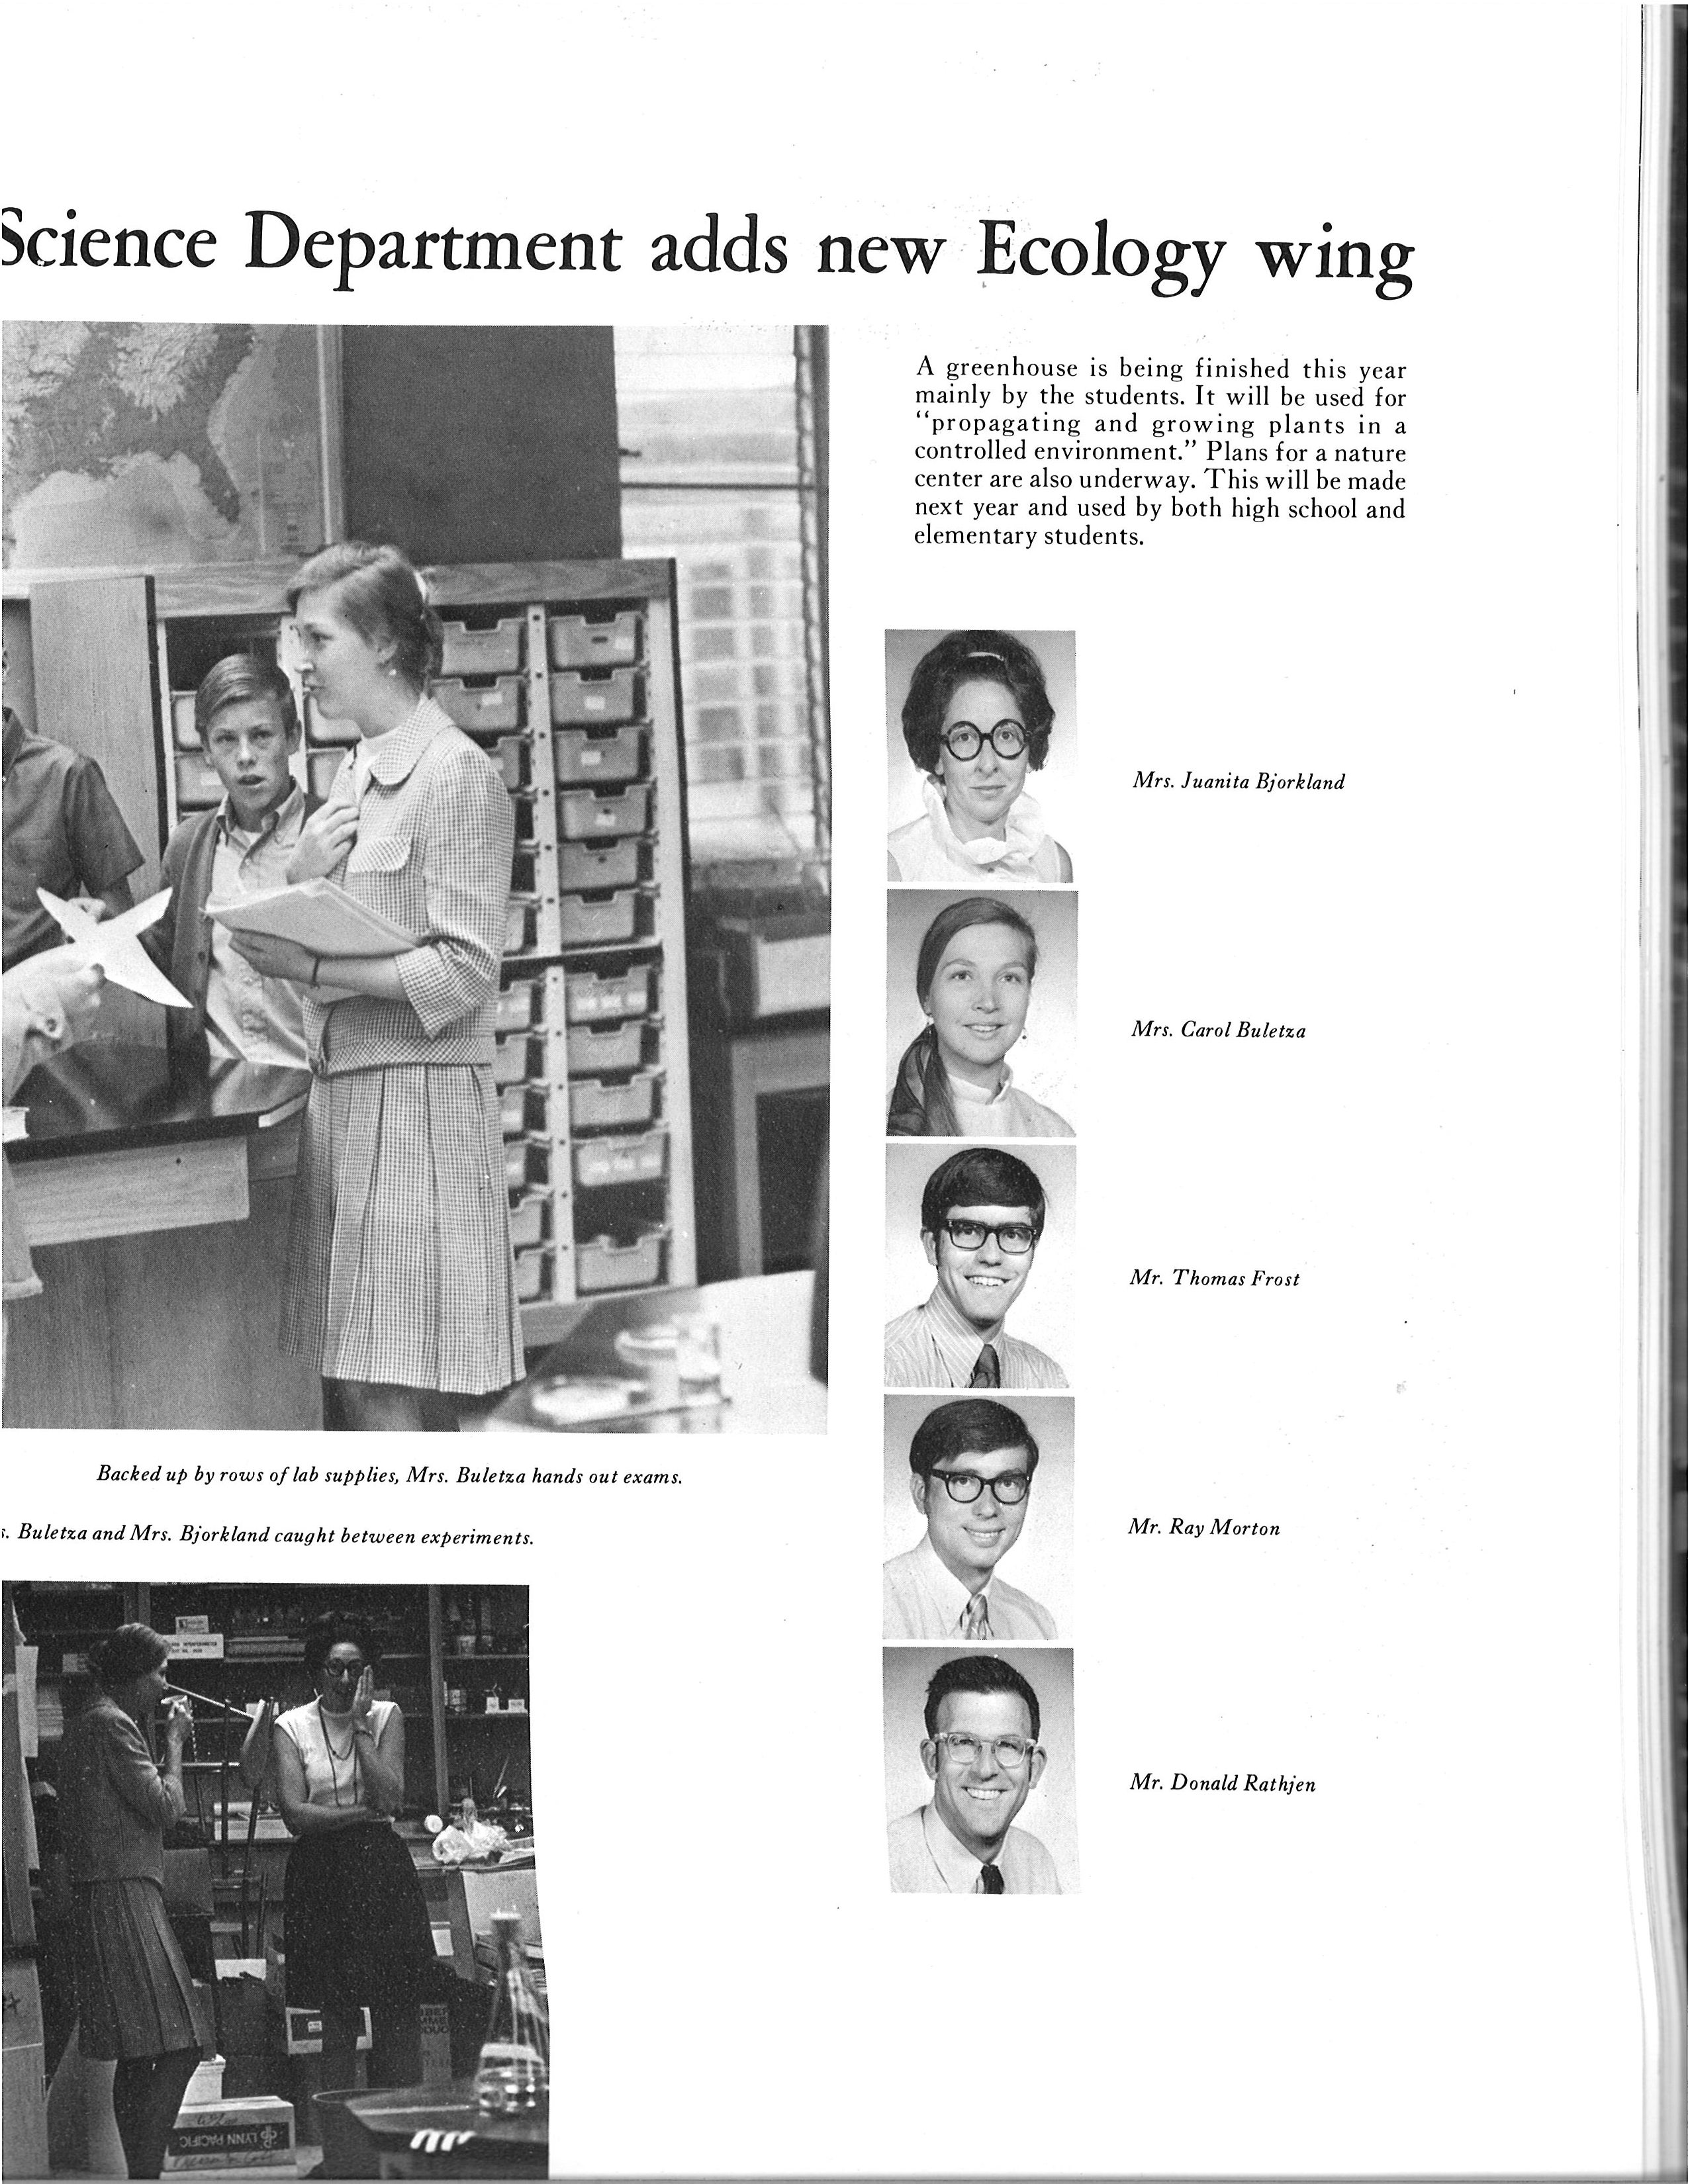 Science Department adds new Ecology wing
A greenhouse is being finished this year
mainly by the students. It will be used for
“propagating and growing plants in a
controlled environment.” Plans for a nature
center are also underway. This will be made
next year and used by both high school and
elementary students.
Mrs. Juanita Bjorkland
Mrs. Carol Buletza
Mr. Thomas Frost
Mr. Ray Morton
Mr. Donald Rathjen
Backed up by rows of lab supplies, Mrs. Buletza hands out exams.
s. Buletza and Mrs. Bjorkland caught between experiments.
LYNN PACIFIC